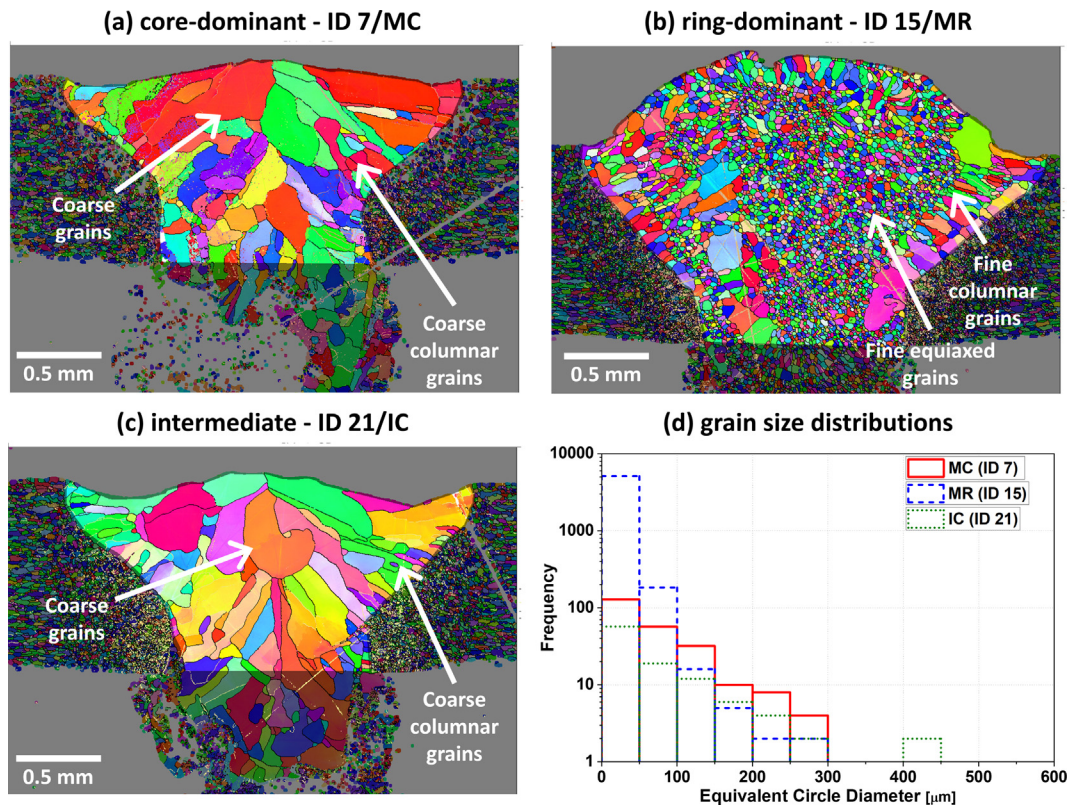 (a) core-dominant - ID 7/MC
Coarse
grains
Coarse
columnar
grains
0.5 mm
(b) ring-dominant - ID 15/MR
Fine
columnar
grains
Fine equiaxed
grains
0.5 mm
(c) intermediate - ID 21/IC
Coarse
grains
Coarse
columnar
grains
0.5 mm
(d) grain size distributions
MC (ID 7)
MR (ID 15)
IC (ID 21)
Frequency
10000
1000
100
10
1
0 100 200 300 400 500 600
Equivalent Circle Diameter [μm]